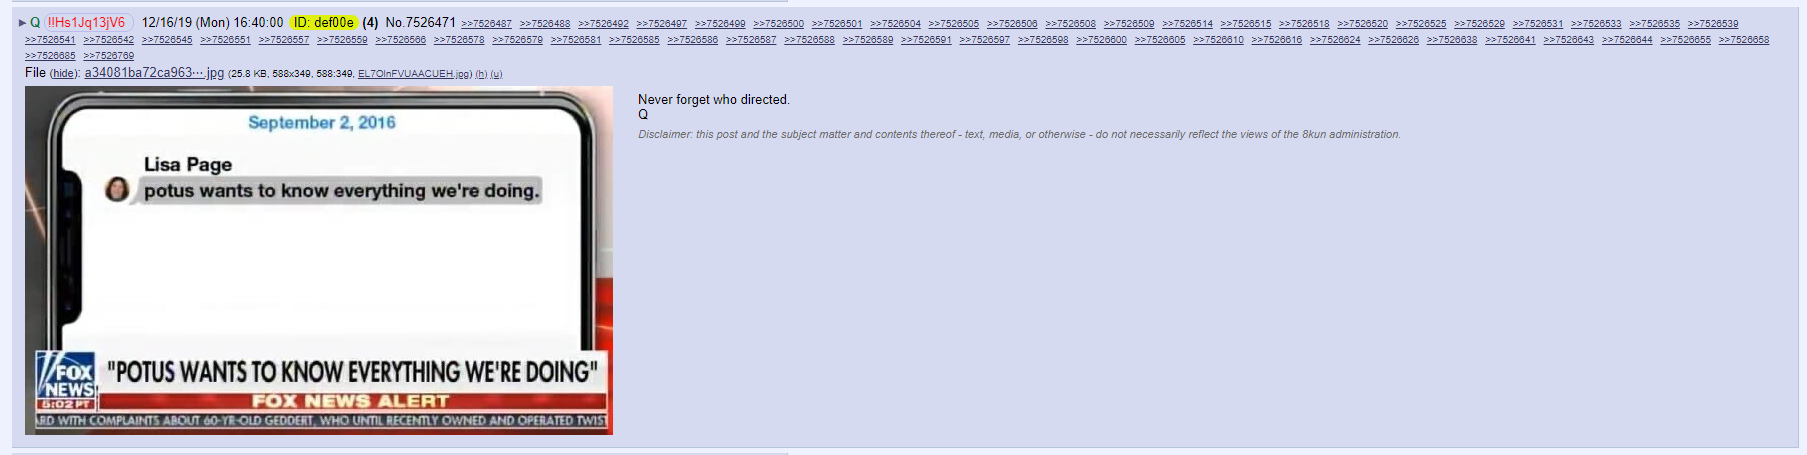 ▶ Q !!Hs1Jq13jV6 12/16/19 (Mon) 16:40:00 ID: def00e (4) No.7526471 >>7526487 >>7526488 >>7526492 >>7526497 >>7526499 >>7526500 >>7526501 >>7526504 >>7526505 >>7526506 >>7526508 >>7526509 >>7526514 >>7526515 >>7526518 >>7526520 >>7526525 >>7526529 >>7526531 >>7526533 >>7526535 >>7526539
>>7526541 >>7526542 >>7526545 >>7526551 >>7526557 >>7526559 >>7526566 >>7526578 >>7526579 >>7526581 >>7526585 >>7526586 >>7526587 >>7526588 >>7526589 >>7526591 >>7526597 >>7526598 >>7526600 >>7526605 >>7526610 >>7526616 >>7526624 >>7526626 >>7526638 >>7526641 >>7526643 >>7526644 >>7526655 >>7526658
>>7526685 >>7526769
File (hide): a34081ba72ca963⋯.jpg (25.8 KB, 588x349, 588:349, EL7OlnFVUAACUEH.jpg) (h) (u)
September 2, 2016
Lisa Page
potus wants to know everything we're doing.
FOX
NEWS
5:02 PT
"POTUS WANTS TO KNOW EVERYTHING WE'RE DOING"
FOX NEWS ALERT
ARD WITH COMPLAINTS ABOUT 60-YR-OLD GEDDERT, WHO UNTIL RECENTLY OWNED AND OPERATED TWIST
Never forget who directed.
Q
Disclaimer: this post and the subject matter and contents thereof - text, media, or otherwise - do not necessarily reflect the views of the 8kun administration.